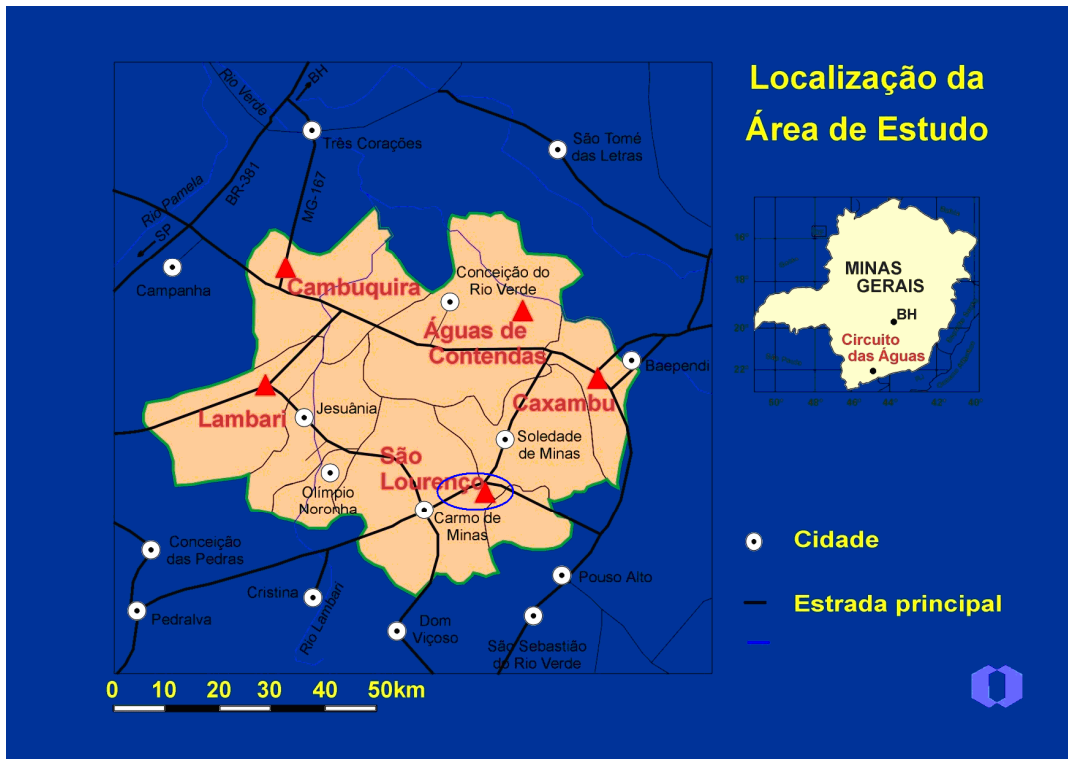 Localização da
Área de Estudo
BH
Rio Verde
Três Corações
São Tomé
das Letras
BR-381
MG-167
Rio Pamela
SP
Campanha
Cambuquira
Conceição do
Rio Verde
Águas de
Contendas
Baependi
Caxambu
Lambari
Jesuânia
Soledade
de Minas
São
Lourenço
Olímpio
Noronha
Carmo de
Minas
Conceição
das Pedras
Pedralva
Cristina
Rio Lambari
Dom
Viçoso
Pouso Alto
São Sebastião
do Rio Verde
0 10 20 30 40 50km
MINAS
GERAIS
BH
Circuito
das Águas
Cidade
Estrada principal